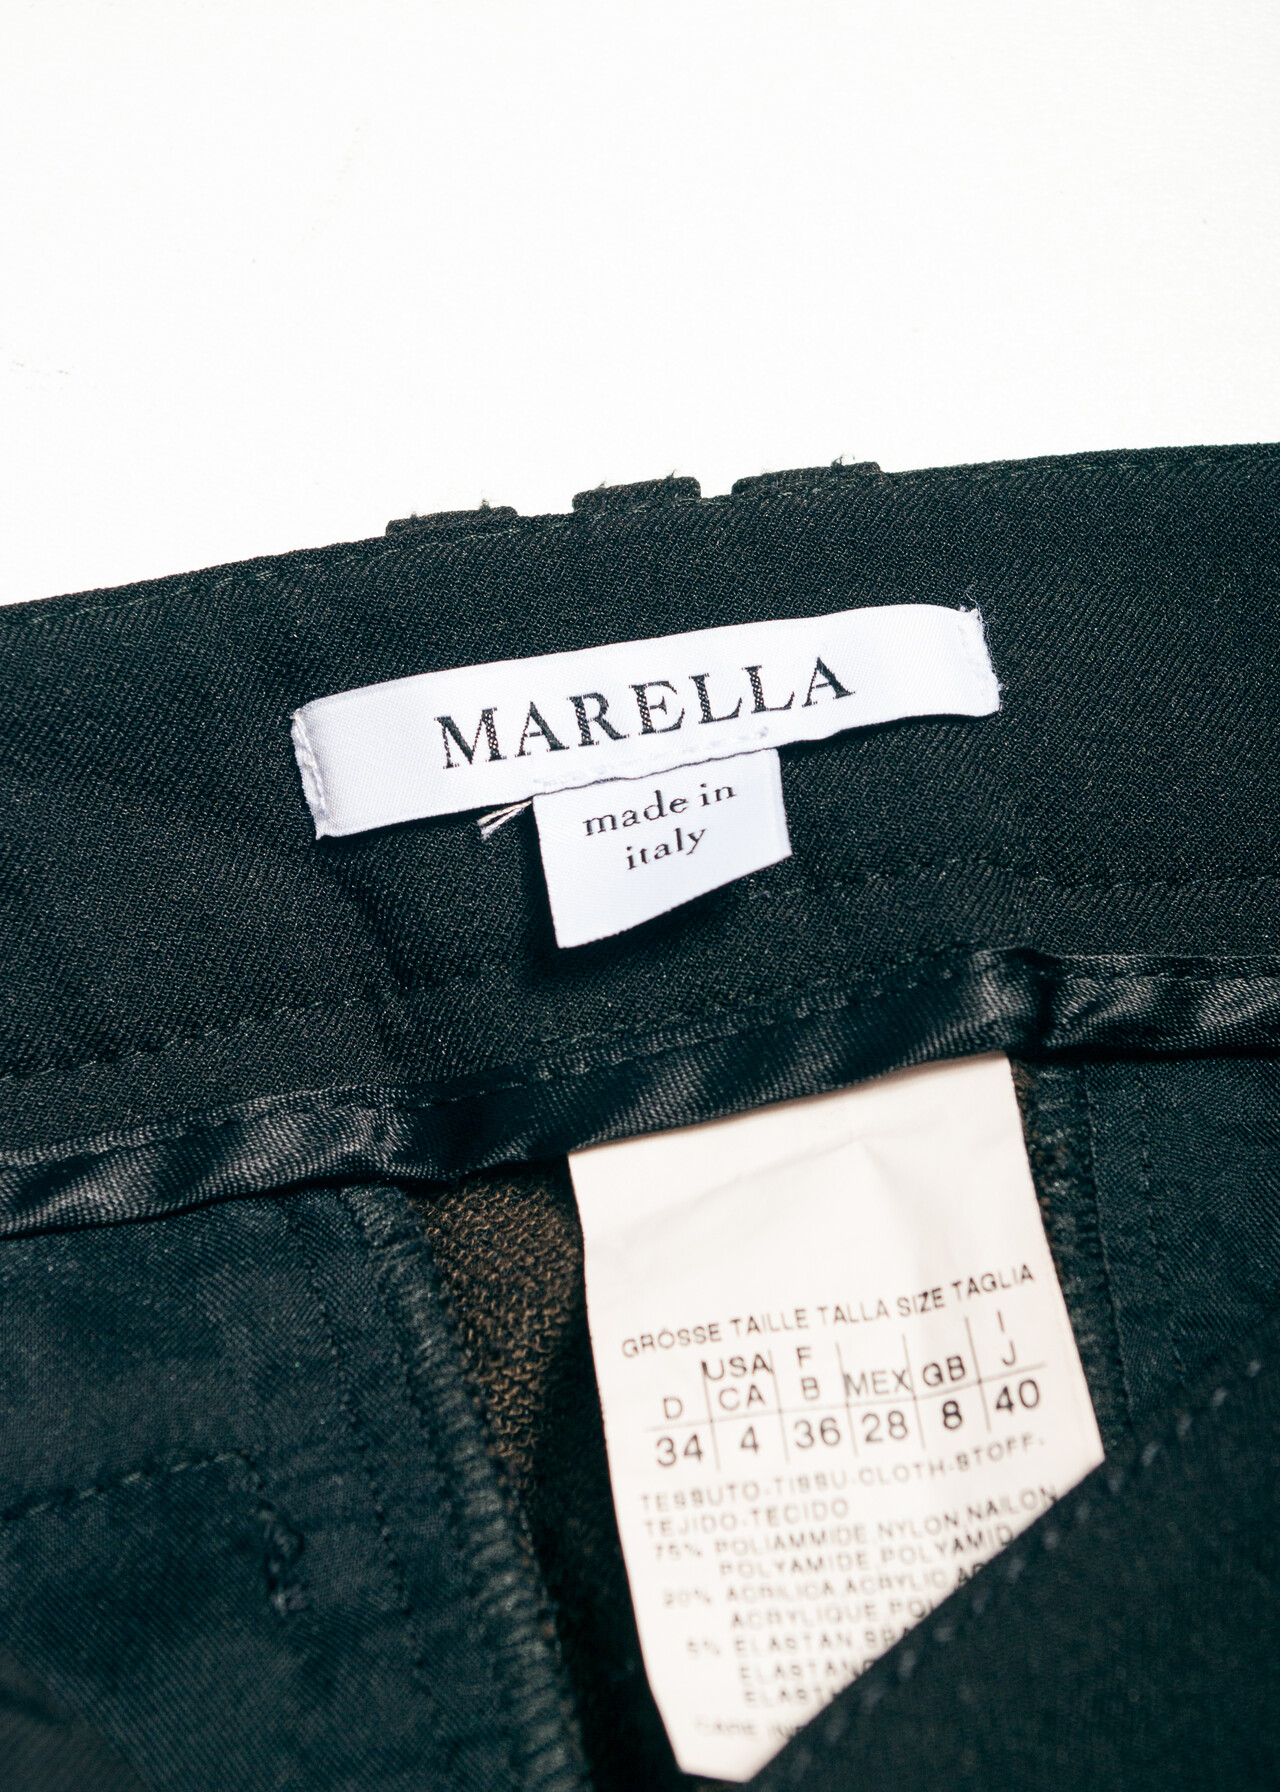 MARELLA
made in
italy
GRÖSSE TAILLE TALLA SIZE TAGLIA
D USA CA F B MEX GB I J
34 4 36 28 8 40
TESSUTO-TISSU-CLOTH-STOFF-
TEJIDO-TECIDO
75% POLIAMMIDE NYLON NAILON
POLYAMIDE POLYAMID
20% ACRILICA ACRYLIC
ACRYLIQUE
5% ELASTAN